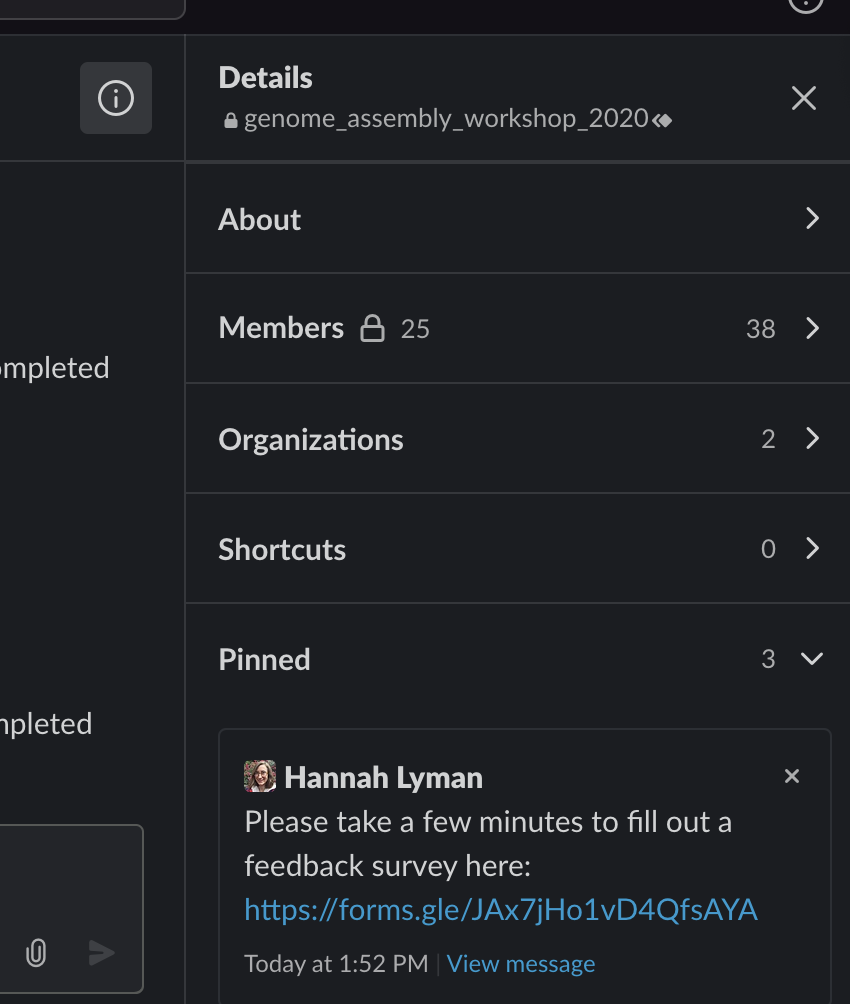 Details
genome_assembly_workshop_2020
About
Members 25 38
ompleted
Organizations 2
Shortcuts 0
Pinned 3
mpleted
Hannah Lyman
Please take a few minutes to fill out a
feedback survey here:
https://forms.gle/JAx7jHo1vD4QfsAYA
Today at 1:52 PM | View message